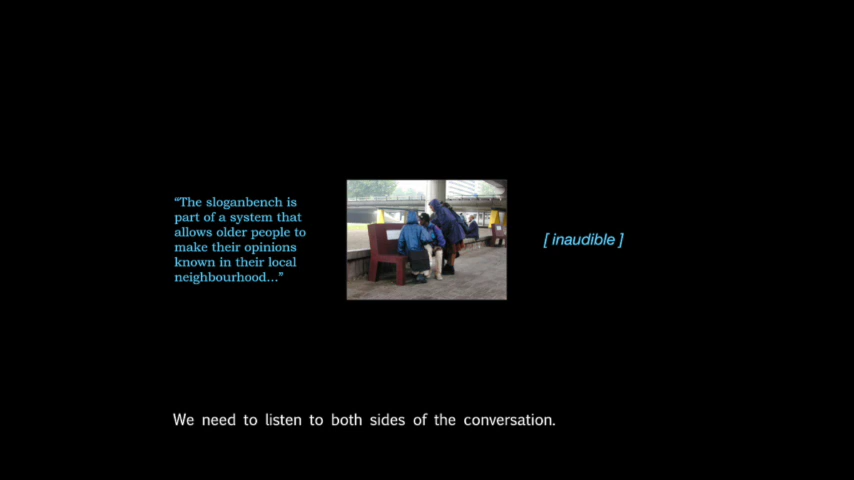 “The sloganbench is
part of a system that
allows older people to
make their opinions
known in their local
neighbourhood...”
[ inaudible ]
We need to listen to both sides of the conversation.